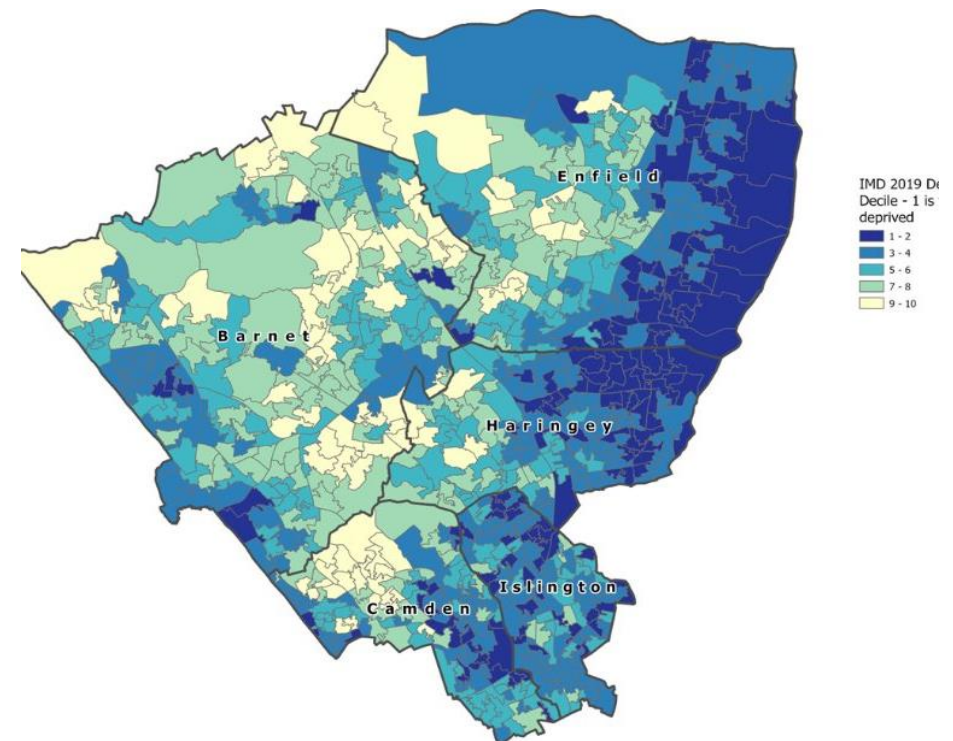 Enfield
Barnet
Haringey
Islington
Camden
IMD 2019 De
Decile - 1 is
deprived
1 - 2
3 - 4
5 - 6
7 - 8
9 - 10